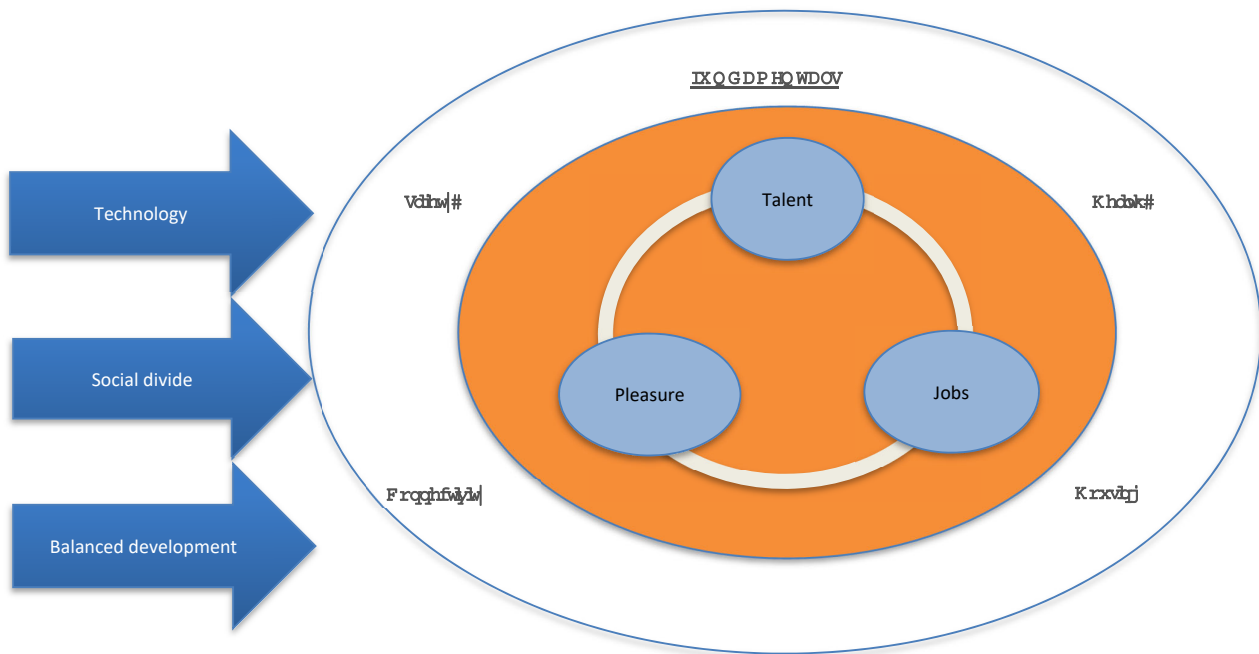 IXQGDPHQWDOV
Vdihw|#
Khdowk#
Talent
Technology
Social divide
Pleasure
Jobs
Frqqhfwlylw|
Krxvlqj
Balanced development